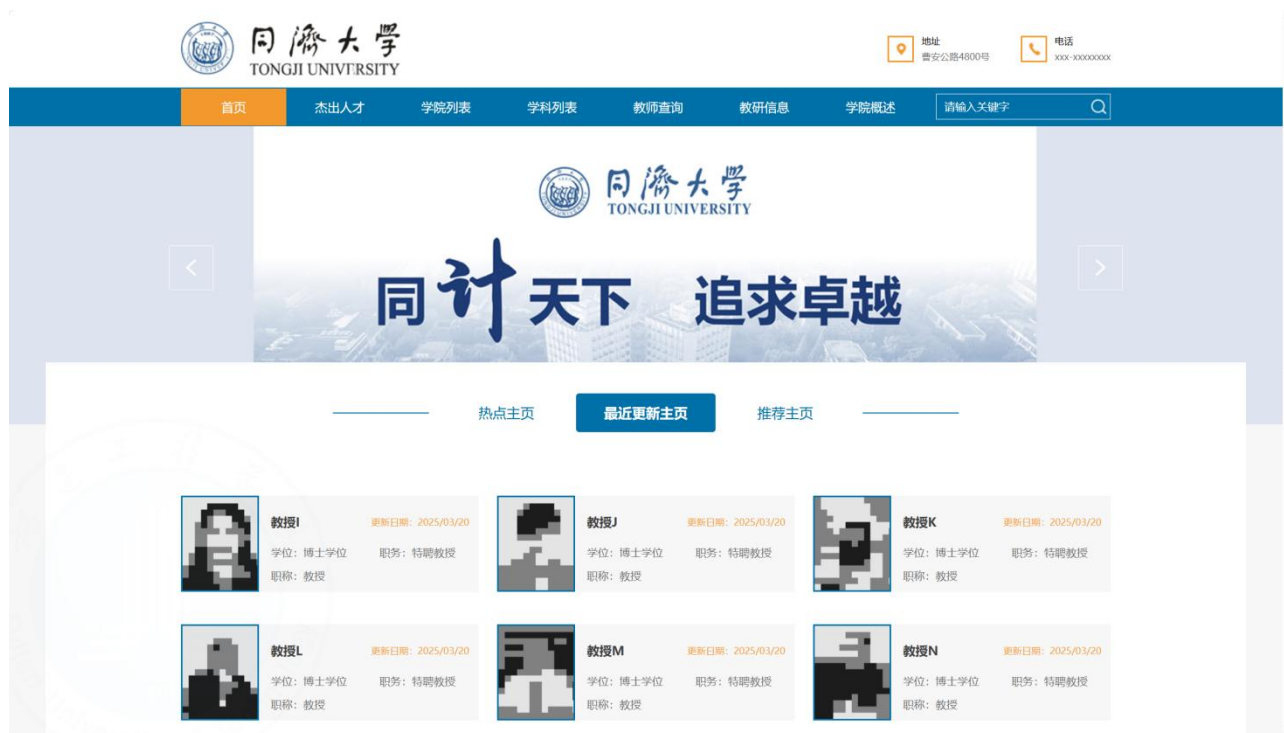 同濟大學
TONGJI UNIVERSITY
地址
曹安公路4800号
电话
xxx-xxxxxxxx
首页 杰出人才 学院列表 学科列表 教师查询 教研信息 学院概述 请输入关键字
同濟大學
TONGJI UNIVERSITY
同计天下 追求卓越
热点主页 最近更新主页 推荐主页
教授I 更新日期：2025/03/20
学位：博士学位 职务：特聘教授
职称：教授
教授J 更新日期：2025/03/20
学位：博士学位 职务：特聘教授
职称：教授
教授K 更新日期：2025/03/20
学位：博士学位 职务：特聘教授
职称：教授
教授L 更新日期：2025/03/20
学位：博士学位 职务：特聘教授
职称：教授
教授M 更新日期：2025/03/20
学位：博士学位 职务：特聘教授
职称：教授
教授N 更新日期：2025/03/20
学位：博士学位 职务：特聘教授
职称：教授